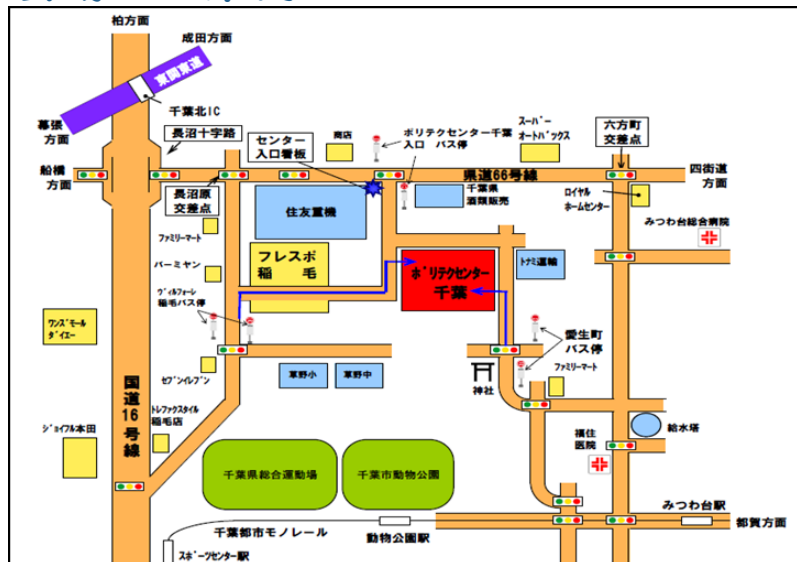 柏方面
成田方面
東関東道
千葉北IC
幕張
方面
長沼十字路
センター
入口看板
商店
ポリテクセンター千葉
入口 バス停
スーパー
オートバックス
六方町
交差点
船橋
方面
県道66号線
四街道
方面
長沼原
交差点
住友重機
千葉県
酒類販売
ロイヤル
ホームセンター
みつわ台総合病院
ファミリーマート
フレスポ
稲毛
バーミヤン
ポリテクセンター
千葉
トナミ運輸
ヴィルフォーレ
稲毛バス停
ワンズモール
ダイエー
愛生町
バス停
セブンイレブン
草野小
草野中
神社
ファミリーマート
国道16号線
トレファクスタイル
稲毛店
ジョイフル本田
福住
医院
給水塔
千葉県総合運動場
千葉市動物公園
みつわ台駅
千葉都市モノレール
動物公園駅
都賀方面
スポーツセンター駅